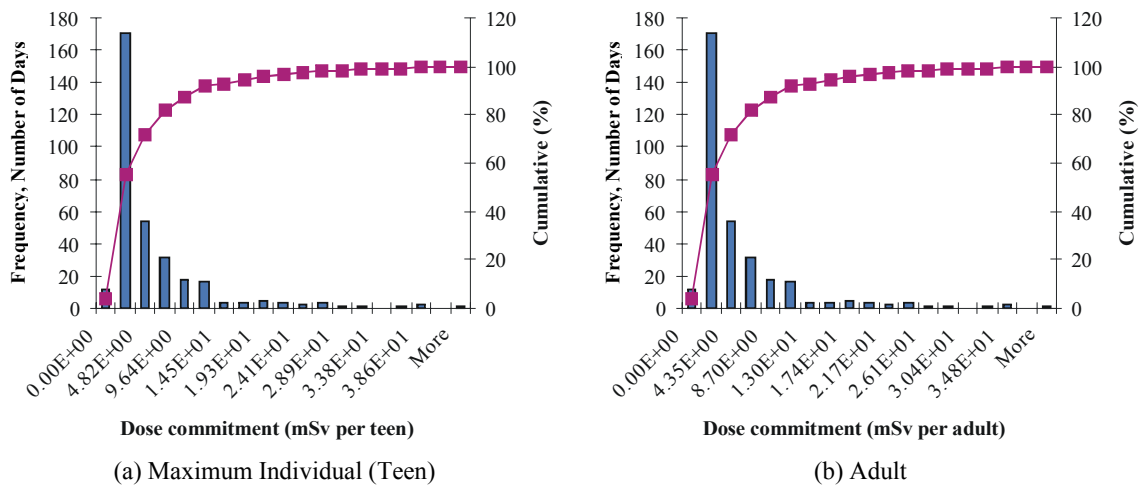 180
160
140
120
100
80
60
40
20
0
Frequency, Number of Days
120
100
80
60
40
20
0
Cumulative (%)
0.00E+00
4.82E+00
9.64E+00
1.45E+01
1.93E+01
2.41E+01
2.89E+01
3.38E+01
3.86E+01
More
Dose commitment (mSv per teen)
(a) Maximum Individual (Teen)
180
160
140
120
100
80
60
40
20
0
Frequency, Number of Days
120
100
80
60
40
20
0
Cumulative (%)
0.00E+00
4.35E+00
8.70E+00
1.30E+01
1.74E+01
2.17E+01
2.61E+01
3.04E+01
3.48E+01
More
Dose commitment (mSv per adult)
(b) Adult